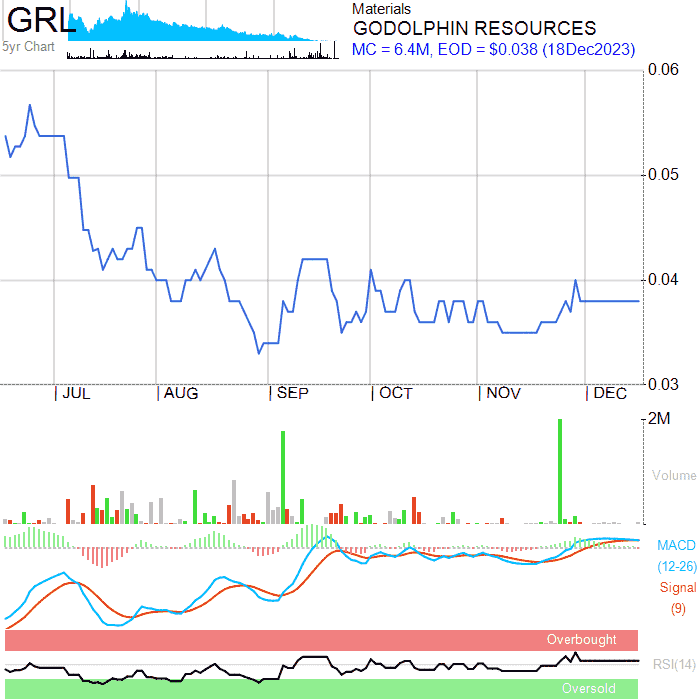 GRL
5yr Chart
Materials
GODOLPHIN RESOURCES
MC = 6.4M, EOD = $0.038 (18Dec2023)
0.06
0.05
0.04
0.03
JUL AUG SEP OCT NOV DEC
2M
Volume
MACD
(12-26)
Signal
(9)
Overbought
RSI(14)
Oversold